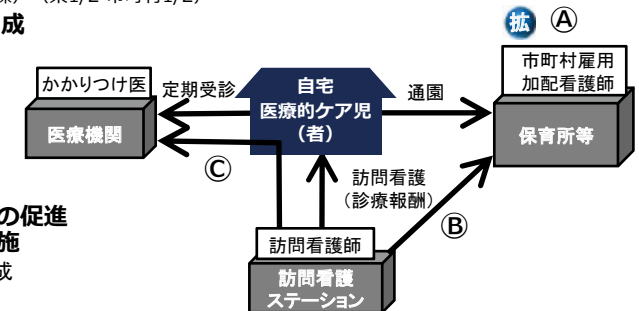 成
拡 Ⓐ
市町村雇用
加配看護師
保育所等
かかりつけ医
医療機関
定期受診
自宅
医療的ケア児
（者）
通園
Ⓒ
訪問看護
（診療報酬）
Ⓑ
の促進
施
成
訪問看護師
訪問看護
ステーション